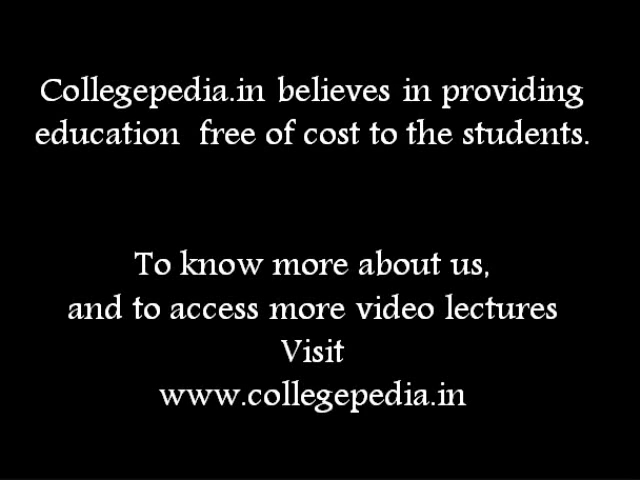 Collegepedia.in believes in providing
education free of cost to the students.
To know more about us,
and to access more video lectures
Visit
www.collegepedia.in